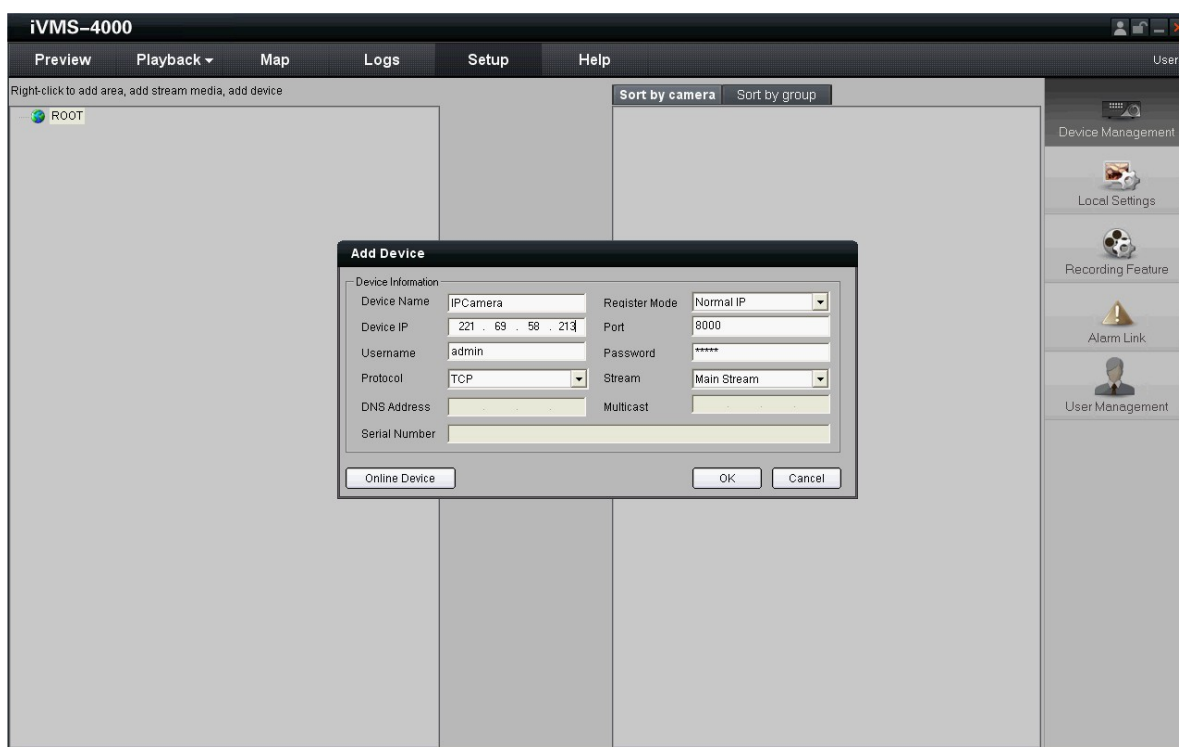 iVMS-4000
Preview Playback Map Logs Setup Help User
Right-click to add area, add stream media, add device
ROOT
Sort by camera Sort by group
Device Management
Local Settings
Recording Feature
Alarm Link
User Management
Add Device
Device Information
Device Name IPCamera Register Mode Normal IP
Device IP 221 . 69 . 58 . 213 Port 8000
Username admin Password *****
Protocol TCP Stream Main Stream
DNS Address Multicast
Serial Number
Online Device OK Cancel